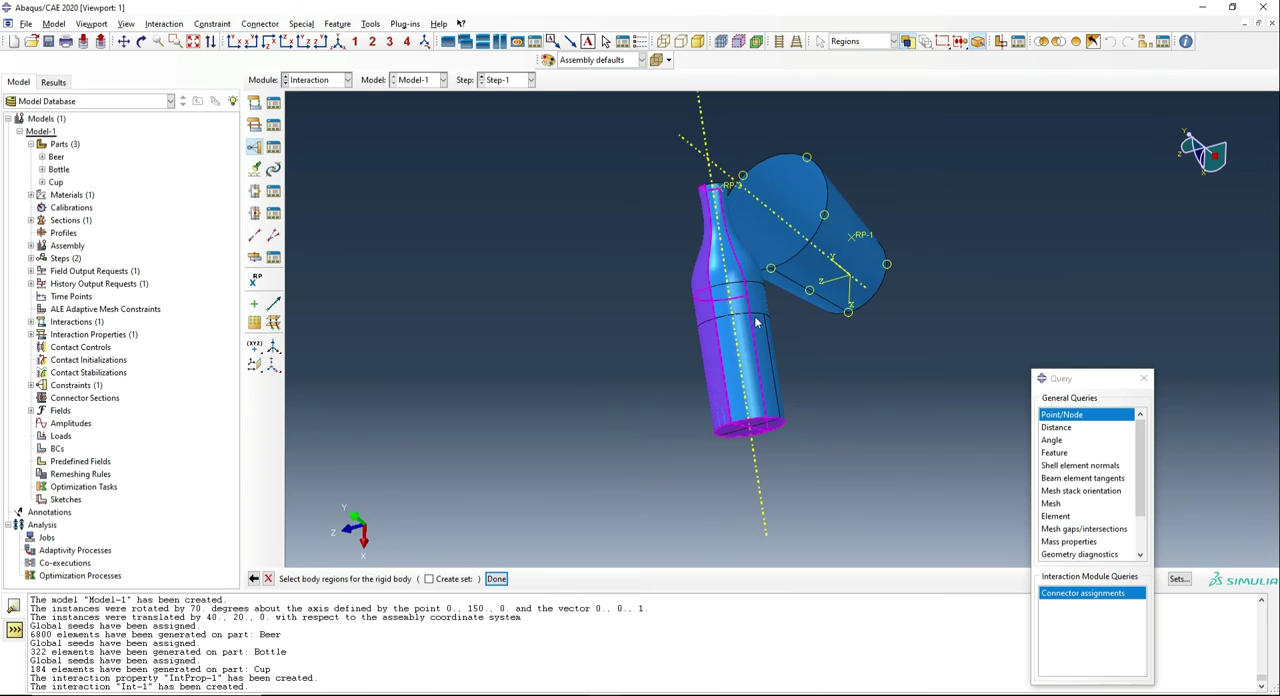 Abaqus/CAE 2020 [Viewport: 1]
File Model Viewport View Interaction Constraint Connector Special Feature Tools Plug-ins Help
1 2 3 4 A Regions
Assembly defaults
Model Results
Module: Interaction Model: Model-1 Step: Step-1
Model Database
Models (1)
Model-1
Parts (3)
Beer
Bottle
Cup
Materials (1)
Calibrations
Sections (1)
Profiles
Assembly
Steps (2)
Field Output Requests (1)
History Output Requests (1)
Time Points
ALE Adaptive Mesh Constraints
Interactions (1)
Interaction Properties (1)
Contact Controls
Contact Initializations
Contact Stabilizations
Constraints (1)
Connector Sections
Fields
Amplitudes
Loads
BCs
Predefined Fields
Remeshing Rules
Optimization Tasks
Sketches
Annotations
Analysis
Jobs
Adaptivity Processes
Co-executions
Optimization Processes
RP
(XYZ)
RP-1
Y
Z
X
Y
Z
X
Y
Z
X
Query
General Queries
Point/Node
Distance
Angle
Feature
Shell element normals
Beam element tangents
Mesh stack orientation
Mesh
Element
Mesh gaps/intersections
Mass properties
Geometry diagnostics
Interaction Module Queries
Connector assignments
Select body regions for the rigid body ( Create set: ) Done
Sets...
SIMULIA
The model "Model-1" has been created.
The instances were rotated by 70. degrees about the axis defined by the point 0., 150., 0. and the vector 0., 0., 1.
The instances were translated by 40., 20., 0. with respect to the assembly coordinate system
Global seeds have been assigned.
6800 elements have been generated on part: Beer
Global seeds have been assigned.
322 elements have been generated on part: Bottle
Global seeds have been assigned.
184 elements have been generated on part: Cup
The interaction property "IntProp-1" has been created.
The interaction "Int-1" has been created.